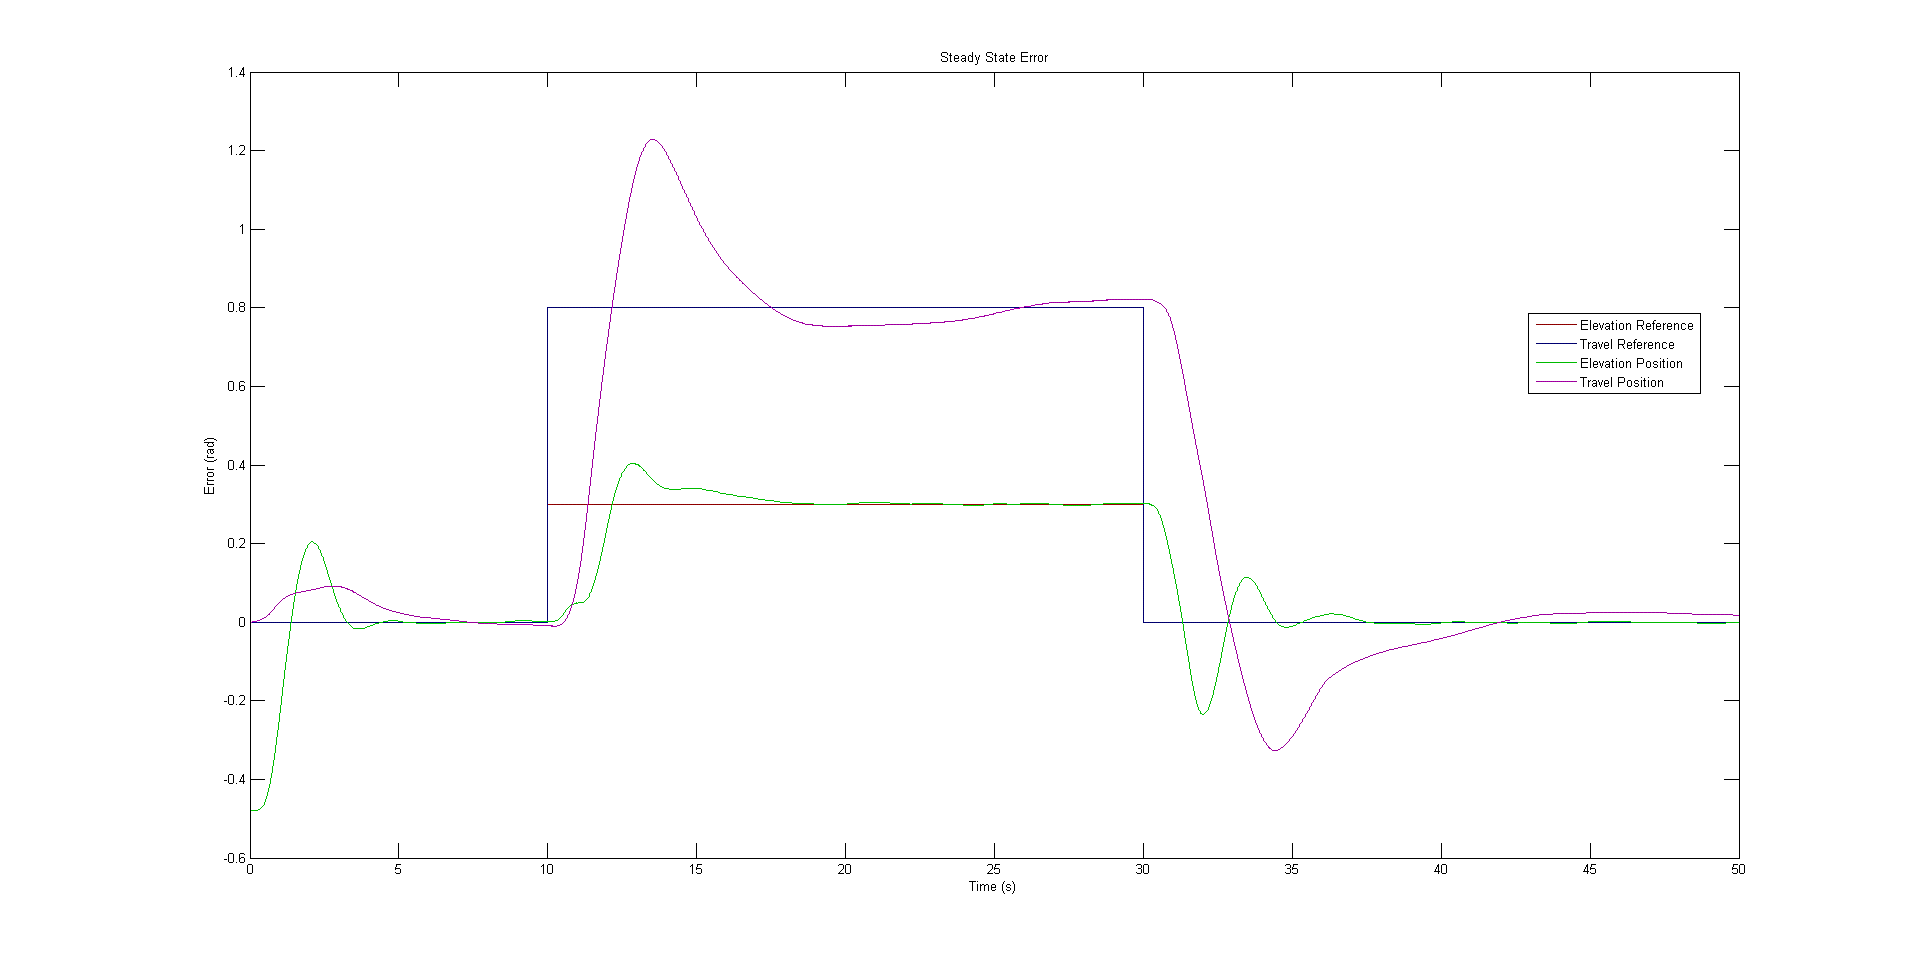 Steady State Error
1.4
1.2
1
0.8
0.6
0.4
0.2
0
-0.2
-0.4
-0.6
Error (rad)
0 5 10 15 20 25 30 35 40 45 50
Time (s)
Elevation Reference
Travel Reference
Elevation Position
Travel Position